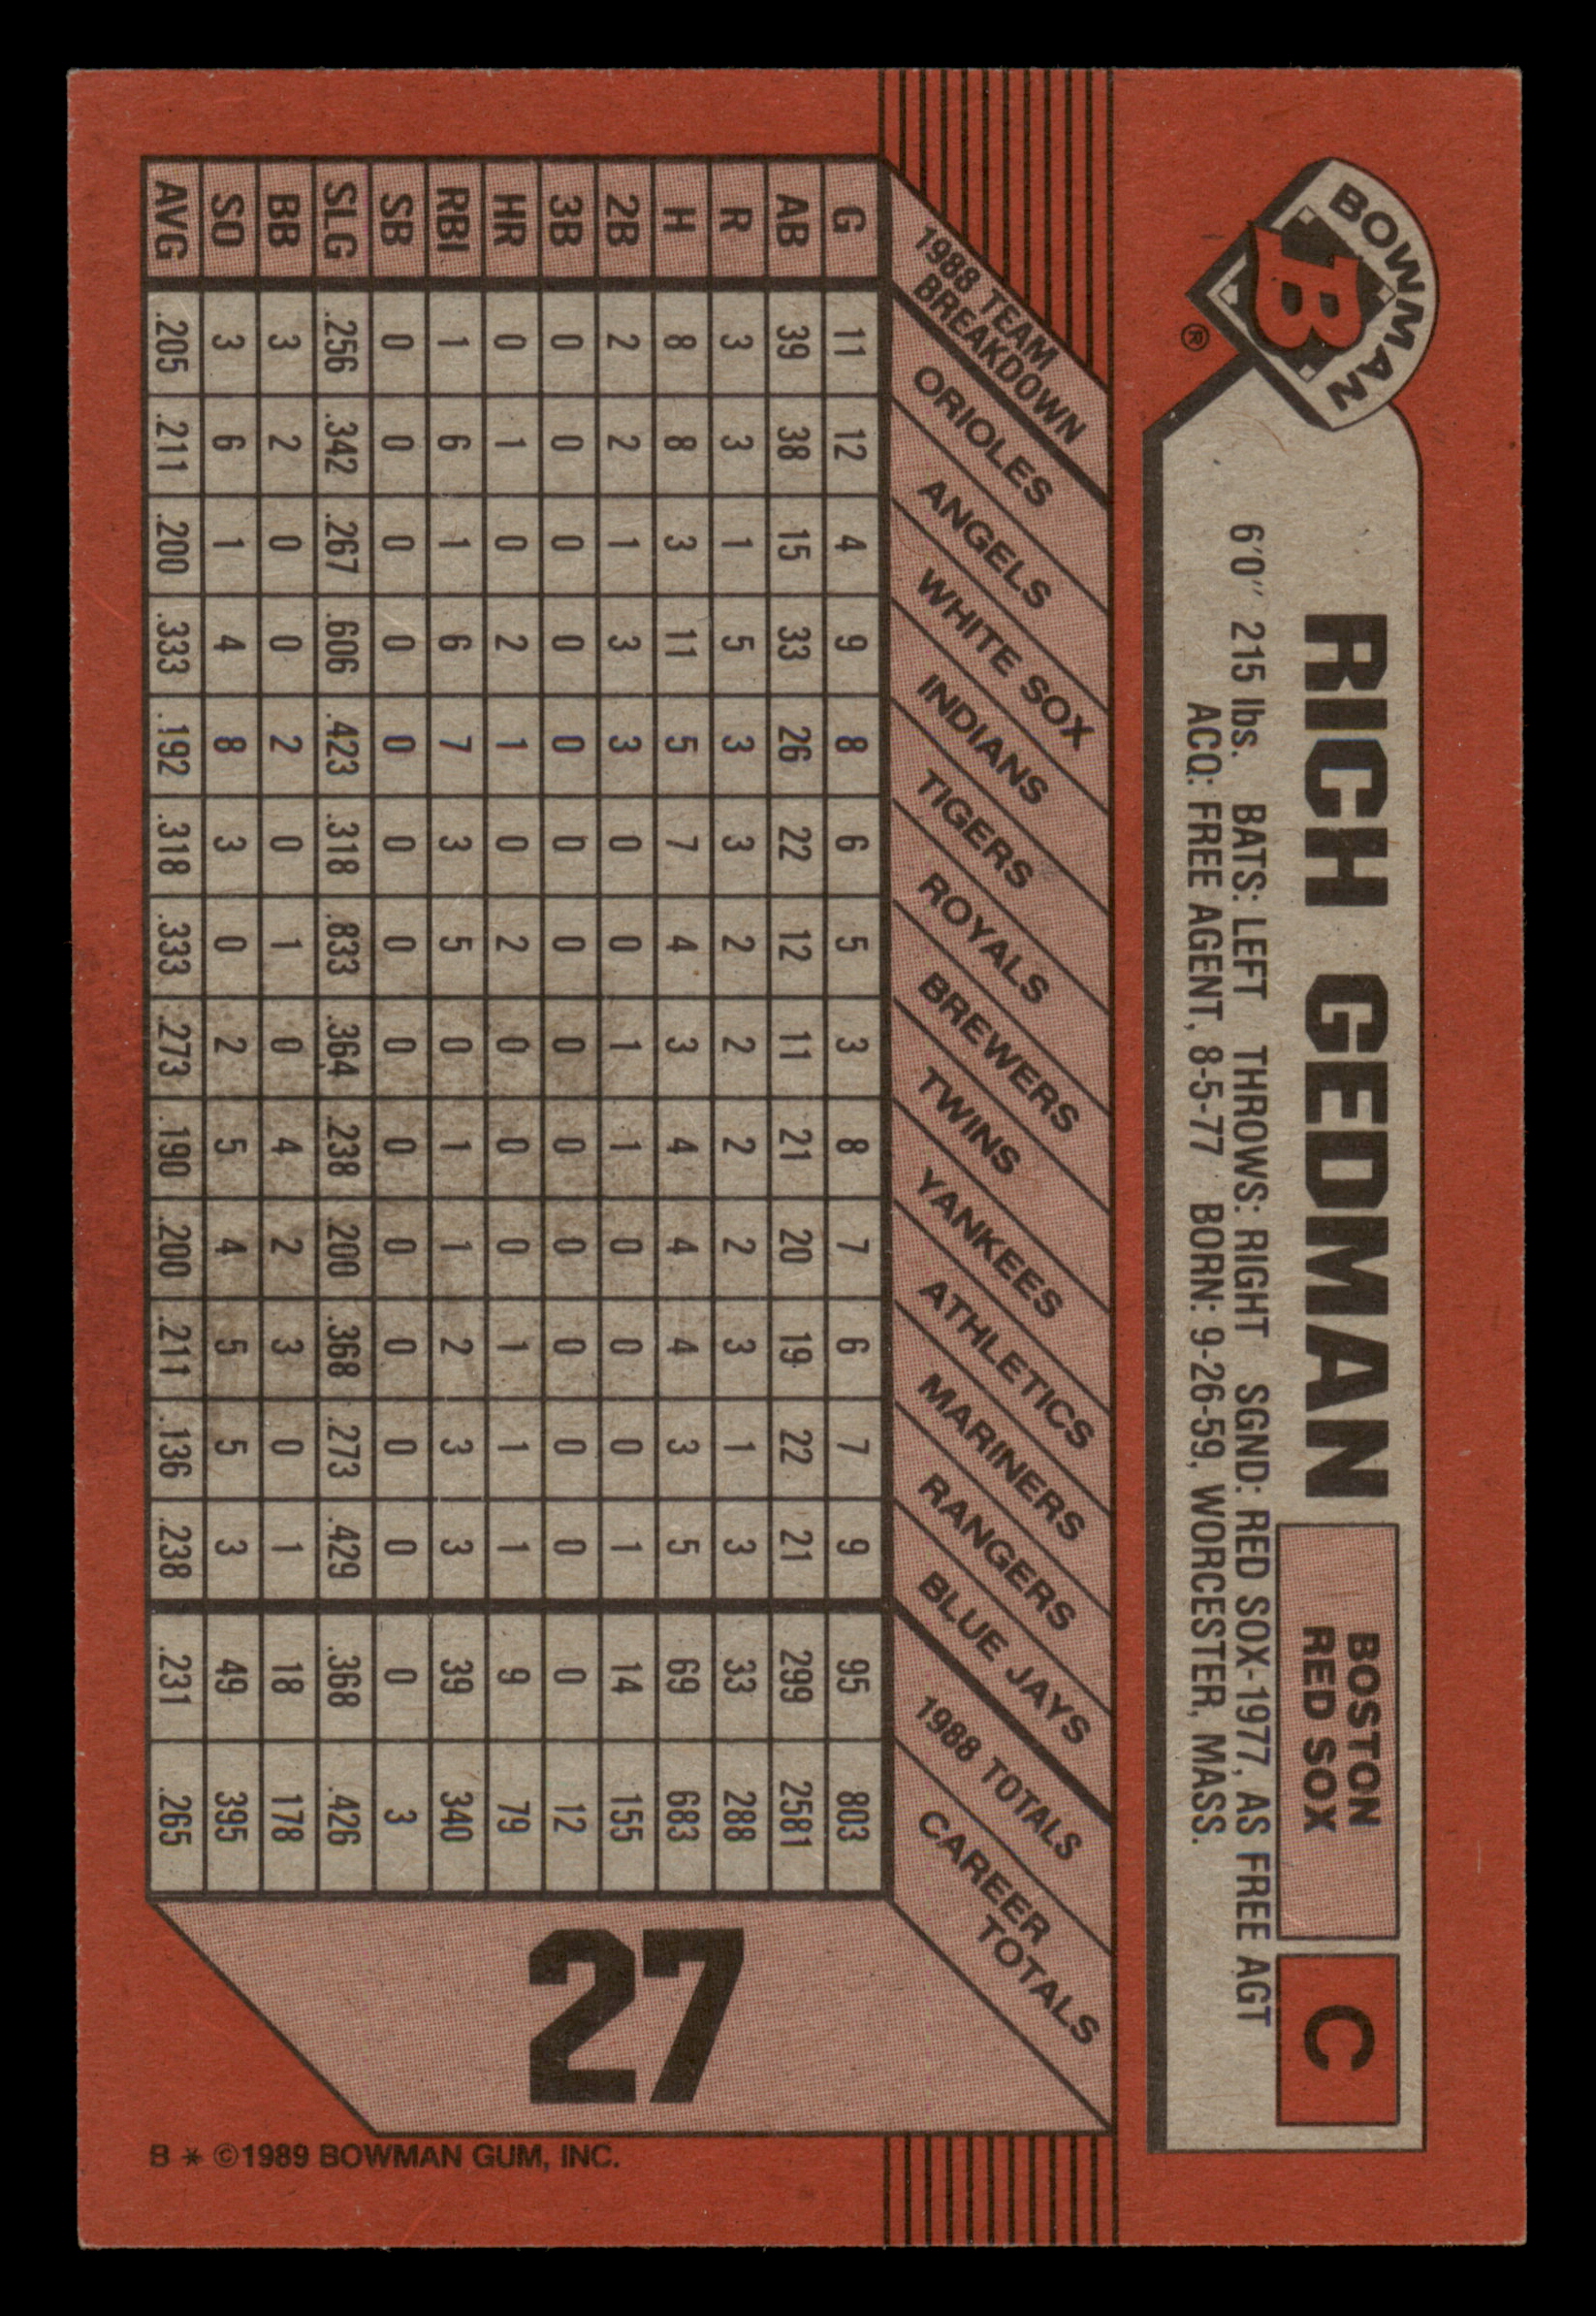 BOWMAN
B
®
RICH GEDMAN
BOSTON
RED SOX
C
6'0" 215 lbs. BATS: LEFT THROWS: RIGHT SGND: RED SOX-1977, AS FREE AGT
ACQ: FREE AGENT, 8-5-77 BORN: 9-26-59, WORCESTER, MASS.
1988 TEAM
BREAKDOWN
G AB R H 2B 3B HR RBI SB SLG BB SO AVG
ORIOLES 11 39 3 8 2 0 0 1 0 .256 3 3 .205
ANGELS 12 38 3 8 2 0 1 6 0 .342 2 6 .211
WHITE SOX 4 15 1 3 1 0 0 1 0 .267 0 1 .200
INDIANS 9 33 5 11 3 0 2 6 0 .606 0 4 .333
TIGERS 8 26 3 5 3 0 1 7 0 .423 2 8 .192
ROYALS 6 22 3 7 0 0 0 3 0 .318 0 3 .318
BREWERS 5 12 2 4 0 0 2 5 0 .833 1 0 .333
TWINS 3 11 2 3 1 0 0 0 0 .364 0 2 .273
YANKEES 8 21 2 4 1 0 0 1 0 .238 4 5 .190
ATHLETICS 7 20 2 4 0 0 0 1 0 .200 2 4 .200
MARINERS 6 19 3 4 0 0 1 2 0 .368 3 5 .211
RANGERS 7 22 1 3 0 0 1 3 0 .273 0 5 .136
BLUE JAYS 9 21 3 5 1 0 1 3 0 .429 1 3 .238
1988 TOTALS 95 299 33 69 14 0 9 39 0 .368 18 49 .231
CAREER TOTALS 803 2581 288 683 155 12 79 340 3 .426 178 395 .265
27
B * ©1989 BOWMAN GUM, INC.